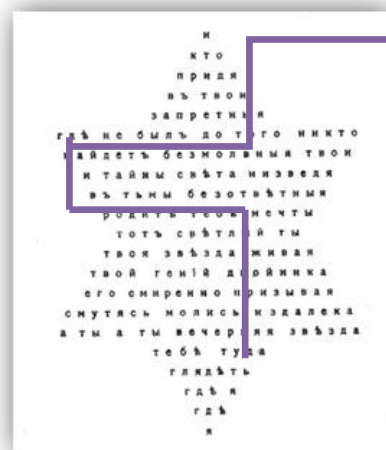 и
кто
придя
въ твои
запретныя
гдѣ не былъ до того никто
найдетъ безмолвныя твои
и тайны свѣта низведя
въ тьмы безотвѣтныя
родитъ тебѣ мечты
тотъ свѣтлый ты
твоя звѣзда живая
твой геній двойника
его смиренно призывая
смутясь молись издалека
а ты а ты вечерняя звѣзда
тебѣ туда
глядѣть
гдѣ я
гдѣ
я